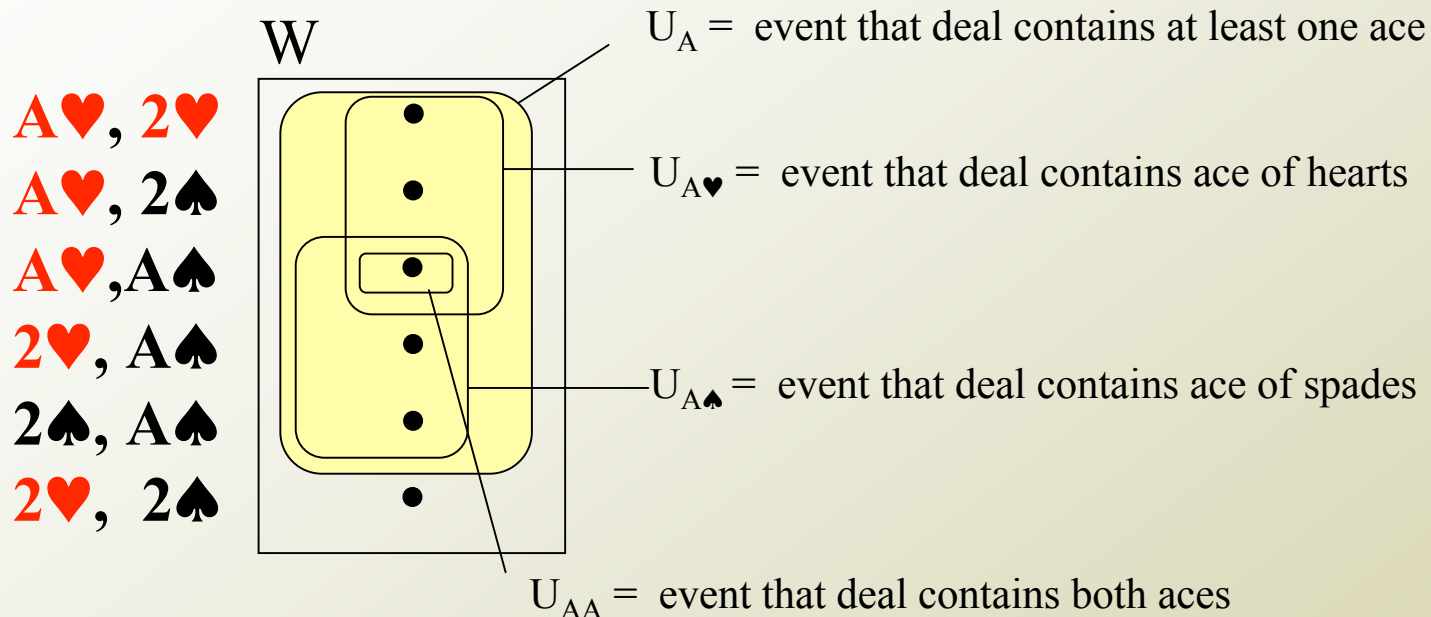 W
U_A = event that deal contains at least one ace
A♥, 2♥
A♥, 2♠
U_A♥ = event that deal contains ace of hearts
A♥,A♠
2♥, A♠
U_A♠ = event that deal contains ace of spades
2♠, A♠
2♥, 2♠
U_AA = event that deal contains both aces